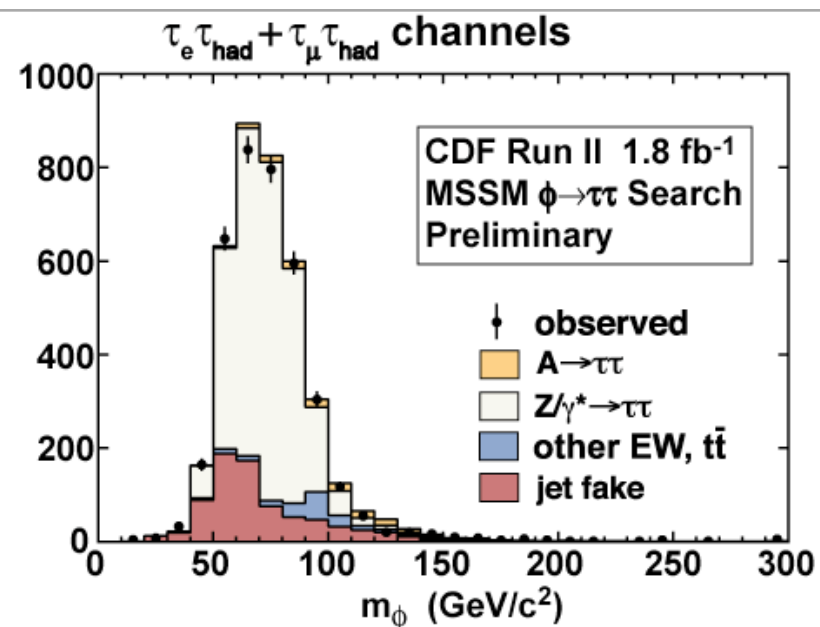 τₑτhad + τμτhad channels
1000
800
600
400
200
0
CDF Run II 1.8 fb⁻¹
MSSM ϕ→ττ Search
Preliminary
observed
A→ττ
Z/γ*→ττ
other EW, tt̄
jet fake
0 50 100 150 200 250 300
mϕ (GeV/c²)